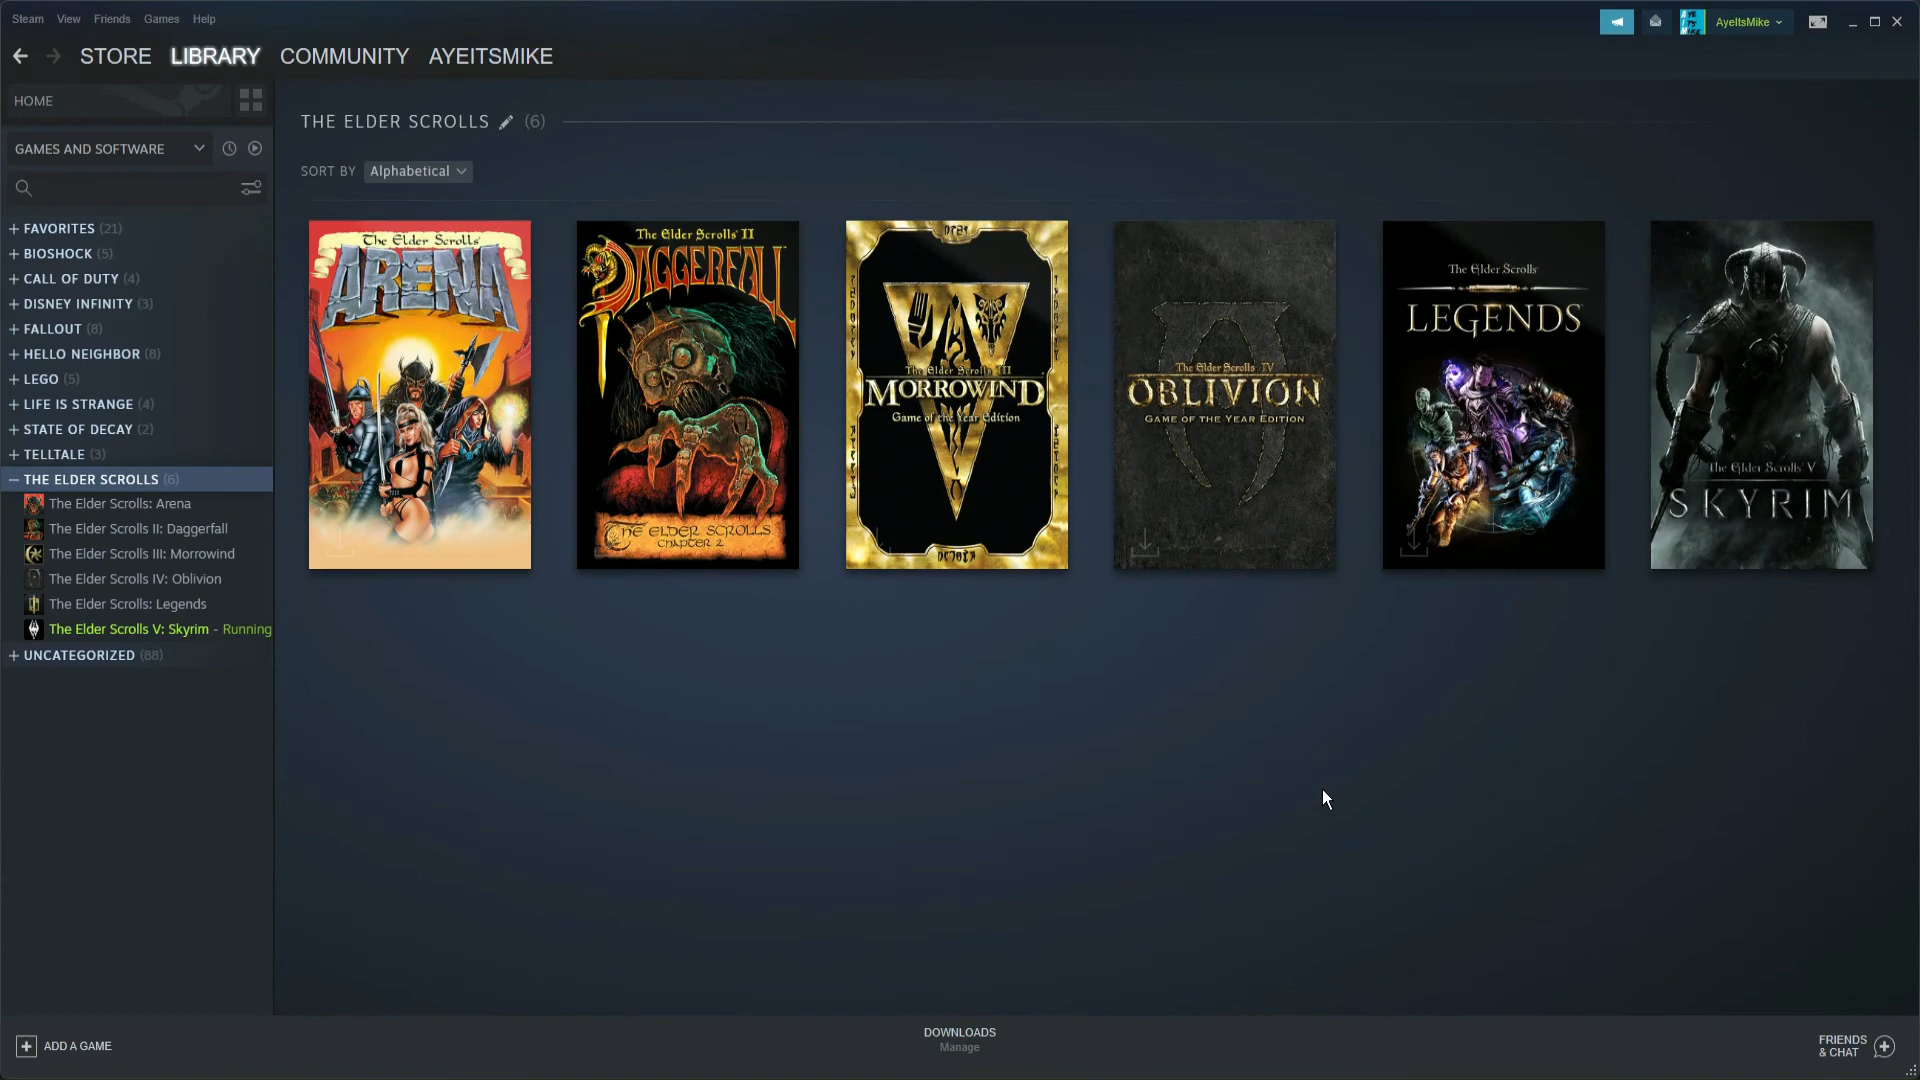 Steam View Friends Games Help
AyeItsMike
STORE LIBRARY COMMUNITY AYEITSMIKE
HOME
GAMES AND SOFTWARE
+ FAVORITES (21)
+ BIOSHOCK (5)
+ CALL OF DUTY (4)
+ DISNEY INFINITY (3)
+ FALLOUT (8)
+ HELLO NEIGHBOR (8)
+ LEGO (5)
+ LIFE IS STRANGE (4)
+ STATE OF DECAY (2)
+ TELLTALE (3)
– THE ELDER SCROLLS (6)
The Elder Scrolls: Arena
The Elder Scrolls II: Daggerfall
The Elder Scrolls III: Morrowind
The Elder Scrolls IV: Oblivion
The Elder Scrolls: Legends
The Elder Scrolls V: Skyrim - Running
+ UNCATEGORIZED (88)
THE ELDER SCROLLS (6)
SORT BY Alphabetical
The Elder Scrolls
ARENA
The Elder Scrolls II
DAGGERFALL
THE ELDER SCROLLS
CHAPTER 2
The Elder Scrolls III
MORROWIND
Game of the Year Edition
The Elder Scrolls IV
OBLIVION
GAME OF THE YEAR EDITION
The Elder Scrolls
LEGENDS
The Elder Scrolls V
SKYRIM
+ ADD A GAME
DOWNLOADS
Manage
FRIENDS
& CHAT